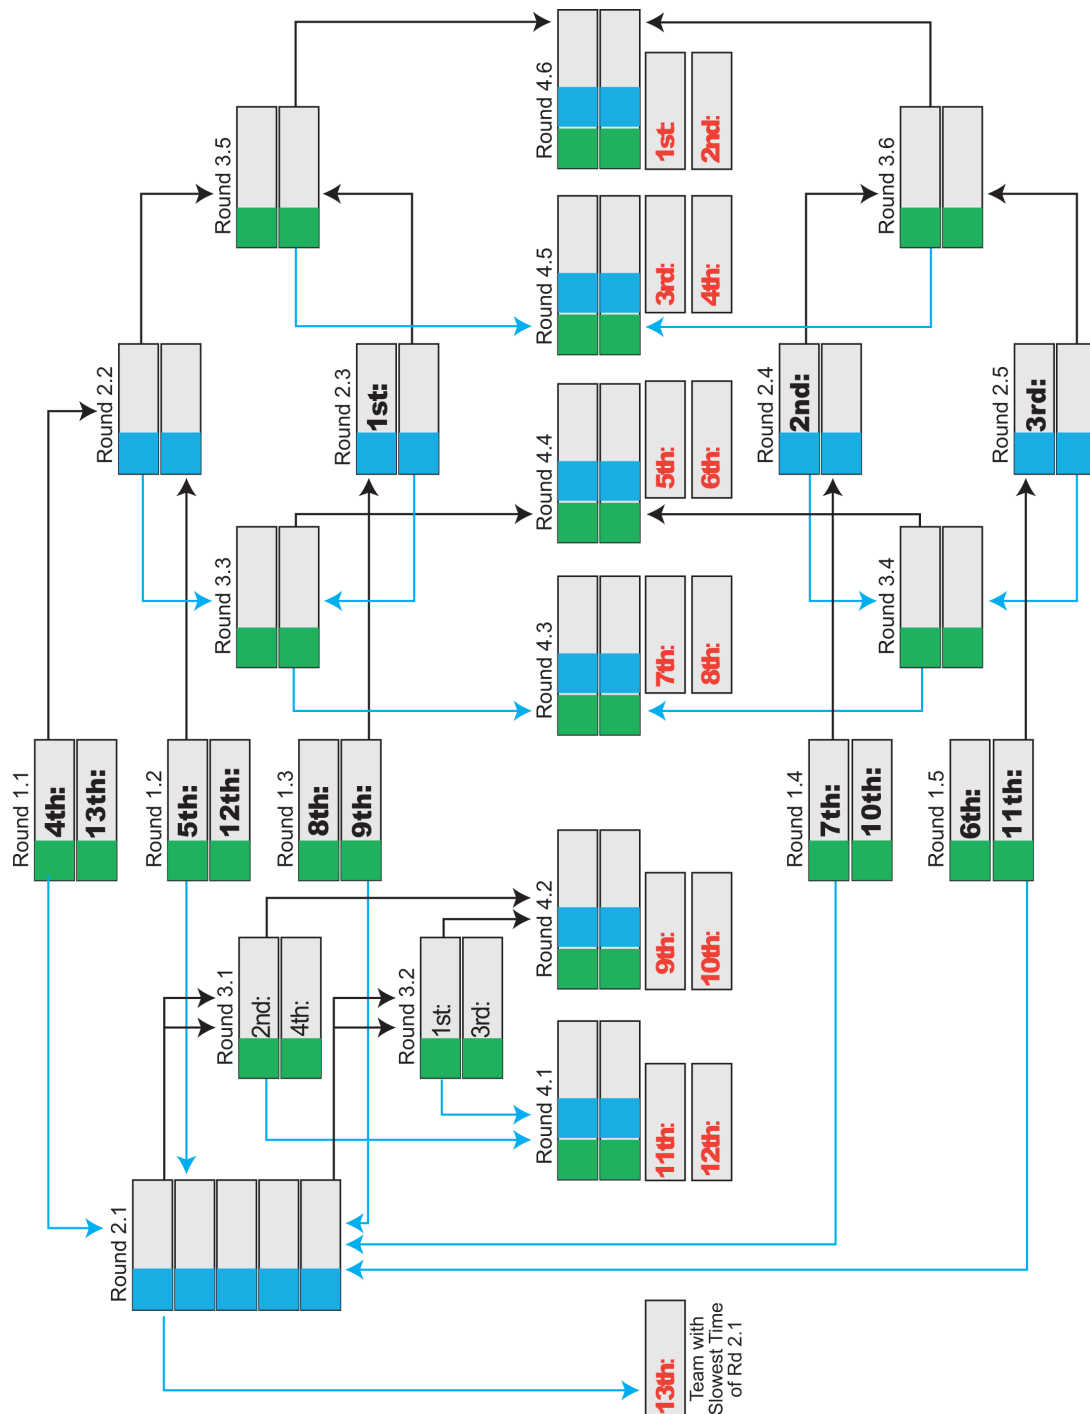 Round 1.1
4th:
13th:
Round 1.2
5th:
12th:
Round 1.3
8th:
9th:
Round 1.4
7th:
10th:
Round 1.5
6th:
11th:
Round 2.1
Round 2.2
Round 2.3
1st:
Round 2.4
2nd:
Round 2.5
3rd:
Round 3.1
2nd:
4th:
Round 3.2
1st:
3rd:
Round 3.3
Round 3.4
Round 3.5
Round 3.6
Round 4.1
11th:
12th:
Round 4.2
9th:
10th:
Round 4.3
7th:
8th:
Round 4.4
5th:
6th:
Round 4.5
3rd:
4th:
Round 4.6
1st:
2nd:
13th:
Team with
Slowest Time
of Rd 2.1